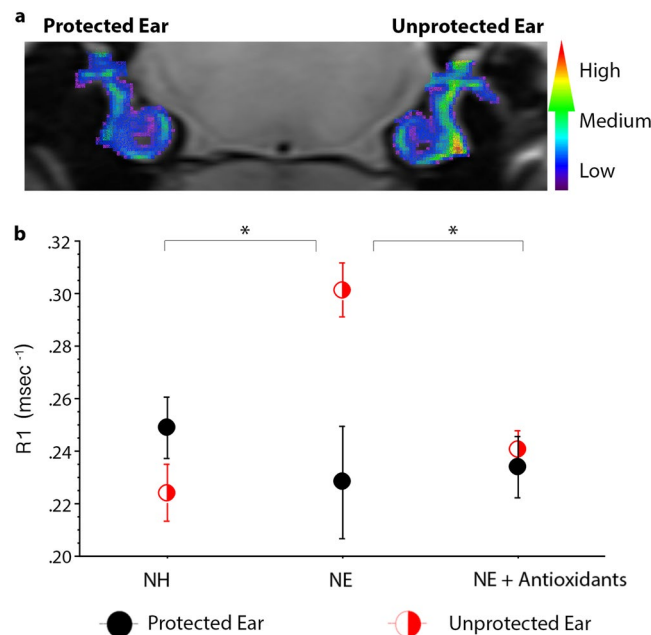 a
Protected Ear
Unprotected Ear
High
Medium
Low
b
* *
.32
.30
.28
.26
.24
.22
.20
R1 (msec ⁻¹)
NH NE NE + Antioxidants
Protected Ear Unprotected Ear